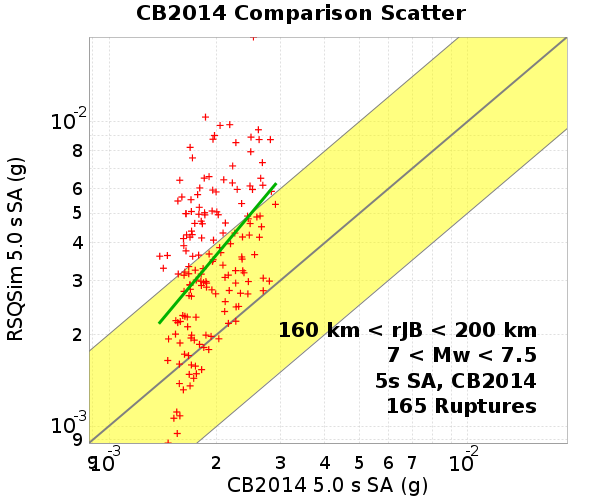 CB2014 Comparison Scatter
RSQSim 5.0 s SA (g)
10-2
8
6
5
4
3
2
10-3
9
160 km < rJB < 200 km
7 < Mw < 7.5
5s SA, CB2014
165 Ruptures
9 10-3 2 3 4 5 6 7 10-2
CB2014 5.0 s SA (g)